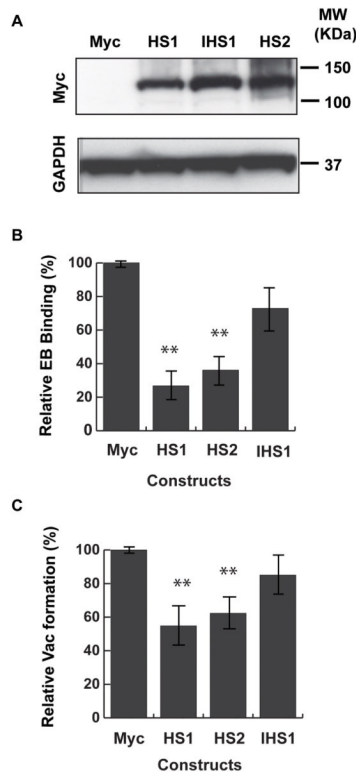 A
MW
(KDa)
Myc HS1 IHS1 HS2
Myc
150
100
GAPDH
37
B
Relative EB Binding (%)
100
80
60
40
20
0
** **
Myc HS1 HS2 IHS1
Constructs
C
Relative Vac formation (%)
100
80
60
40
20
0
** **
Myc HS1 HS2 IHS1
Constructs